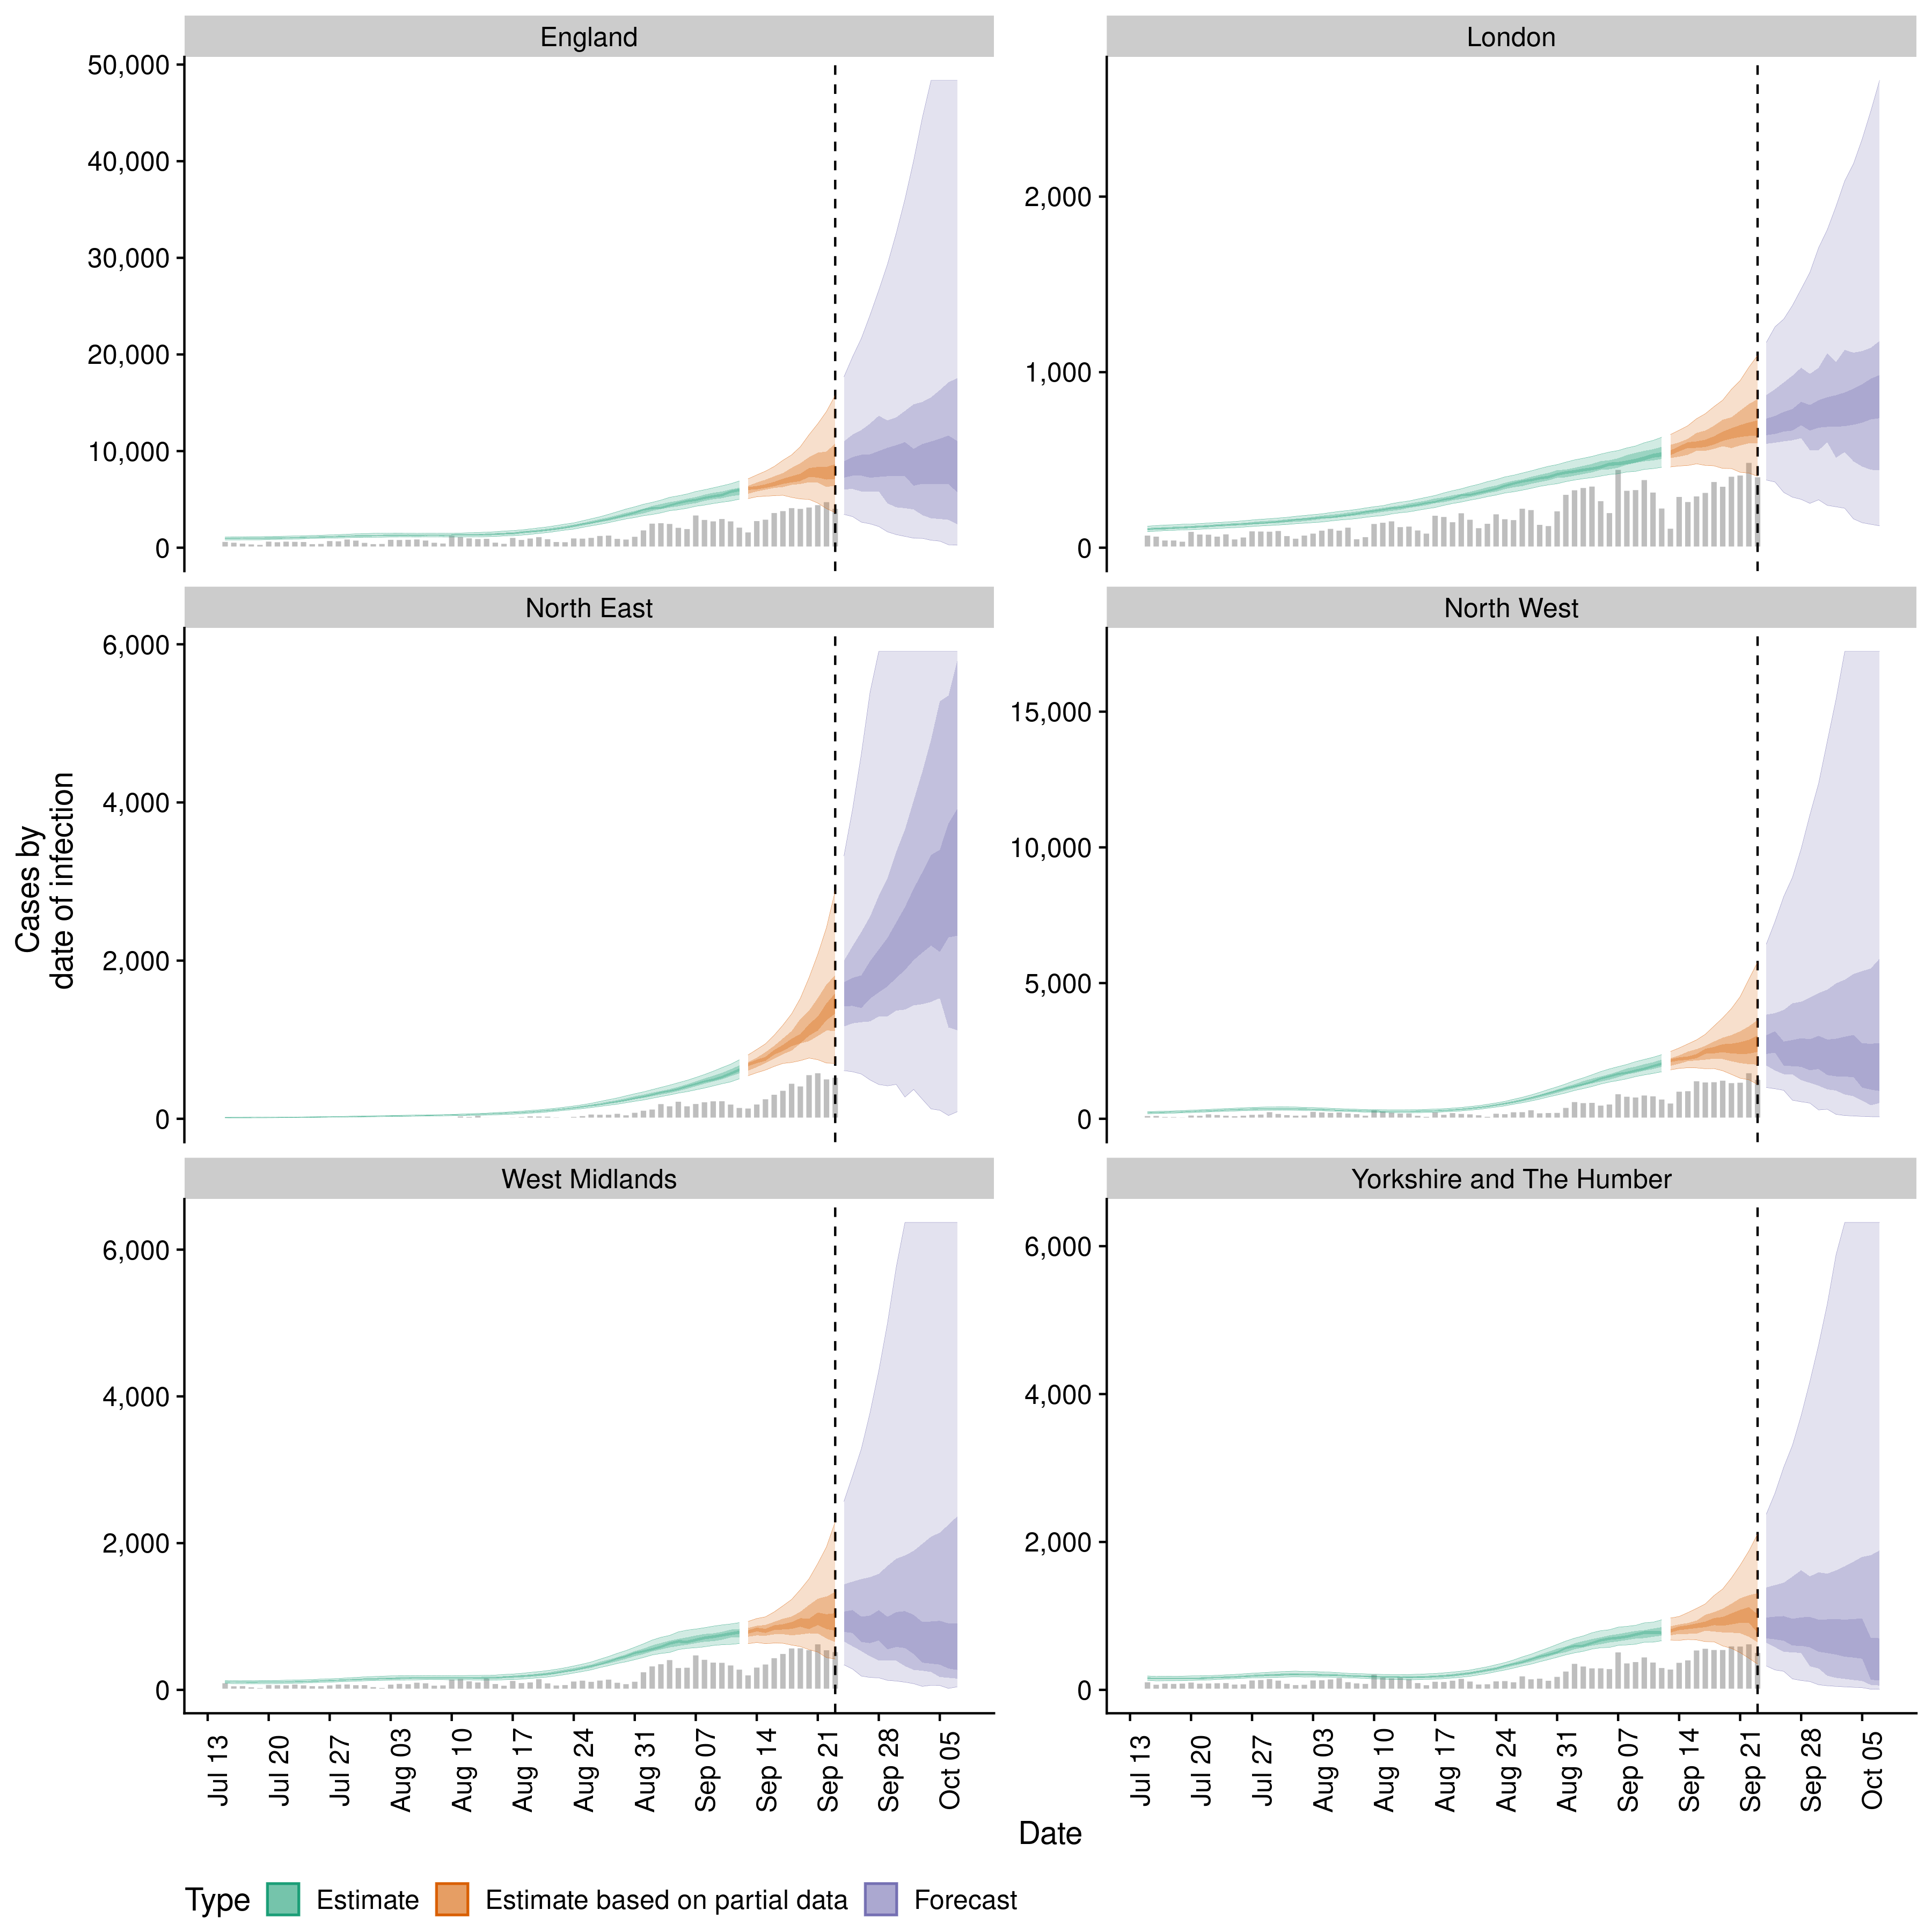 England
London
50,000
40,000
30,000
20,000
10,000
0
2,000
1,000
0
North East
North West
6,000
4,000
2,000
0
15,000
10,000
5,000
0
West Midlands
Yorkshire and The Humber
6,000
4,000
2,000
0
6,000
4,000
2,000
0
Cases by
date of infection
Jul 13
Jul 20
Jul 27
Aug 03
Aug 10
Aug 17
Aug 24
Aug 31
Sep 07
Sep 14
Sep 21
Sep 28
Oct 05
Jul 13
Jul 20
Jul 27
Aug 03
Aug 10
Aug 17
Aug 24
Aug 31
Sep 07
Sep 14
Sep 21
Sep 28
Oct 05
Date
Type Estimate Estimate based on partial data Forecast